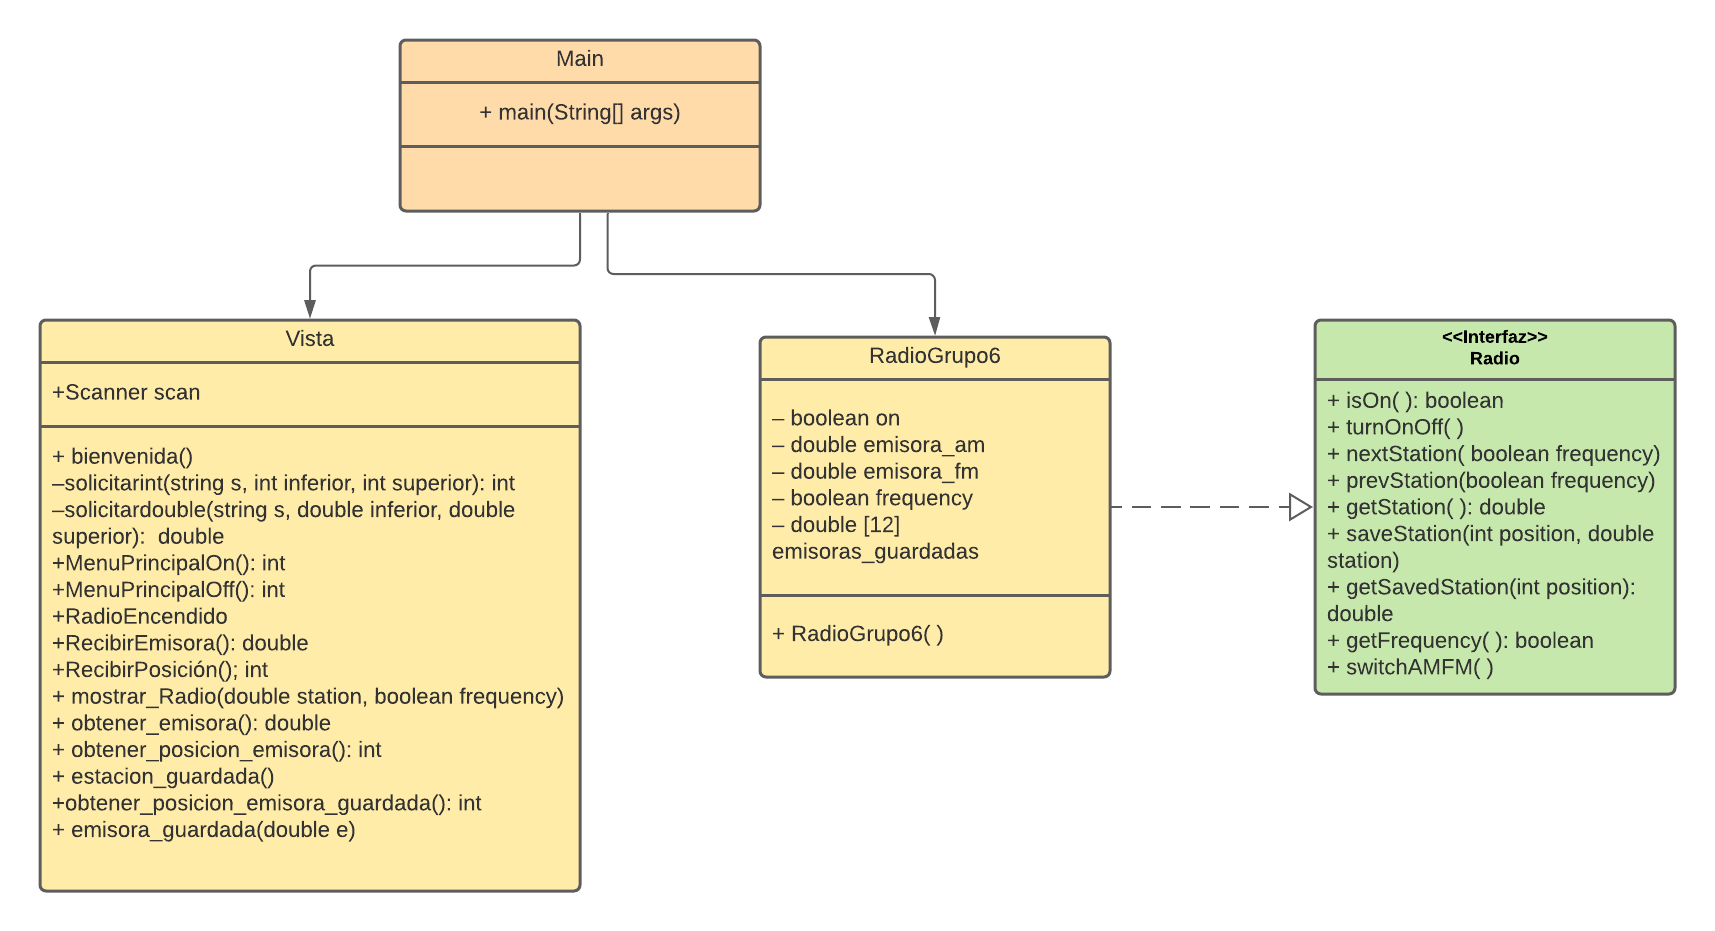 Main
+ main(String[] args)
Vista
+Scanner scan
+ bienvenida()
–solicitarint(string s, int inferior, int superior): int
–solicitardouble(string s, double inferior, double
superior):  double
+MenuPrincipalOn(): int
+MenuPrincipalOff(): int
+RadioEncendido
+RecibirEmisora(): double
+RecibirPosición(); int
+ mostrar_Radio(double station, boolean frequency)
+ obtener_emisora(): double
+ obtener_posicion_emisora(): int
+ estacion_guardada()
+obtener_posicion_emisora_guardada(): int
+ emisora_guardada(double e)
RadioGrupo6
– boolean on
– double emisora_am
– double emisora_fm
– boolean frequency
– double [12]
emisoras_guardadas
+ RadioGrupo6( )
<<Interfaz>>
Radio
+ isOn( ): boolean
+ turnOnOff( )
+ nextStation( boolean frequency)
+ prevStation(boolean frequency)
+ getStation( ): double
+ saveStation(int position, double
station)
+ getSavedStation(int position):
double
+ getFrequency( ): boolean
+ switchAMFM( )